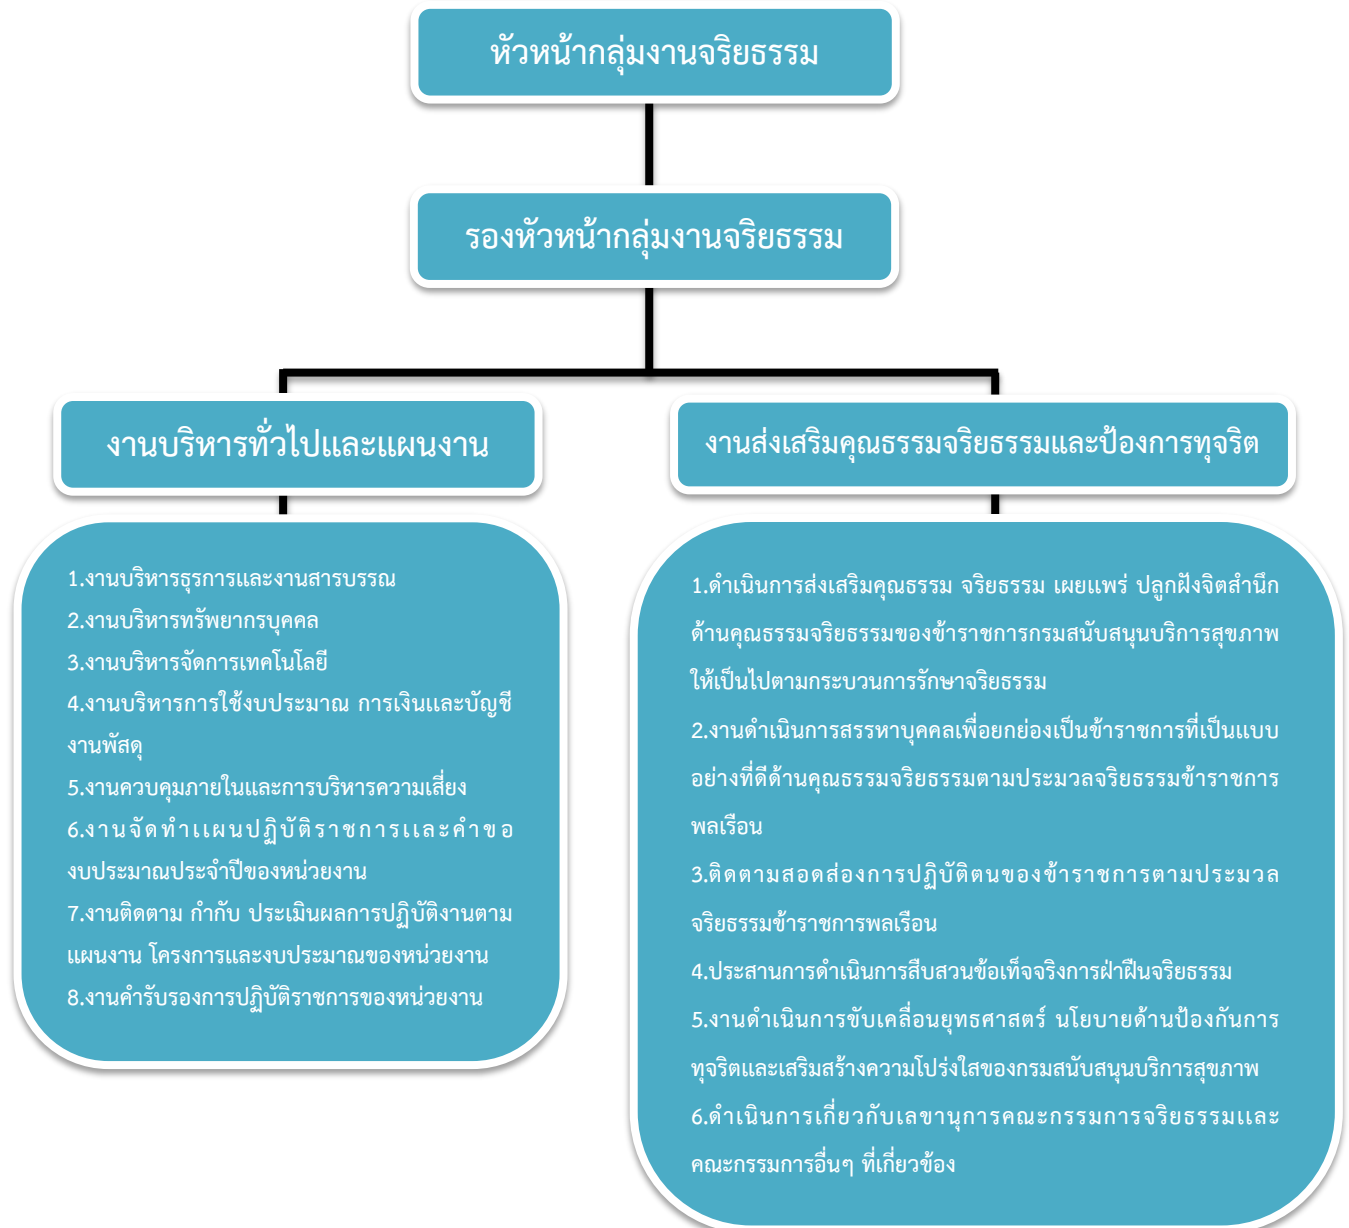 หัวหน้ากลุ่มงานจริยธรรม
รองหัวหน้ากลุ่มงานจริยธรรม
งานบริหารทั่วไปและแผนงาน
1.งานบริหารธุรการและงานสารบรรณ
2.งานบริหารทรัพยากรบุคคล
3.งานบริหารจัดการเทคโนโลยี
4.งานบริหารการใช้งบประมาณ การเงินและบัญชี
งานพัสดุ
5.งานควบคุมภายในและการบริหารความเสี่ยง
6.งานจัดทำแผนปฏิบัติราชการและคำขอ
งบประมาณประจำปีของหน่วยงาน
7.งานติดตาม กำกับ ประเมินผลการปฏิบัติงานตาม
แผนงาน โครงการและงบประมาณของหน่วยงาน
8.งานคำรับรองการปฏิบัติราชการของหน่วยงาน
งานส่งเสริมคุณธรรมจริยธรรมและป้องการทุจริต
1.ดำเนินการส่งเสริมคุณธรรม จริยธรรม เผยแพร่ ปลูกฝังจิตสำนึก
ด้านคุณธรรมจริยธรรมของข้าราชการกรมสนับสนุนบริการสุขภาพ
ให้เป็นไปตามกระบวนการรักษาจริยธรรม
2.งานดำเนินการสรรหาบุคคลเพื่อยกย่องเป็นข้าราชการที่เป็นแบบ
อย่างที่ดีด้านคุณธรรมจริยธรรมตามประมวลจริยธรรมข้าราชการ
พลเรือน
3.ติดตามสอดส่องการปฏิบัติตนของข้าราชการตามประมวล
จริยธรรมข้าราชการพลเรือน
4.ประสานการดำเนินการสืบสวนข้อเท็จจริงการฝ่าฝืนจริยธรรม
5.งานดำเนินการขับเคลื่อนยุทธศาสตร์ นโยบายด้านป้องกันการ
ทุจริตและเสริมสร้างความโปร่งใสของกรมสนับสนุนบริการสุขภาพ
6.ดำเนินการเกี่ยวกับเลขานุการคณะกรรมการจริยธรรมและ
คณะกรรมการอื่นๆ ที่เกี่ยวข้อง